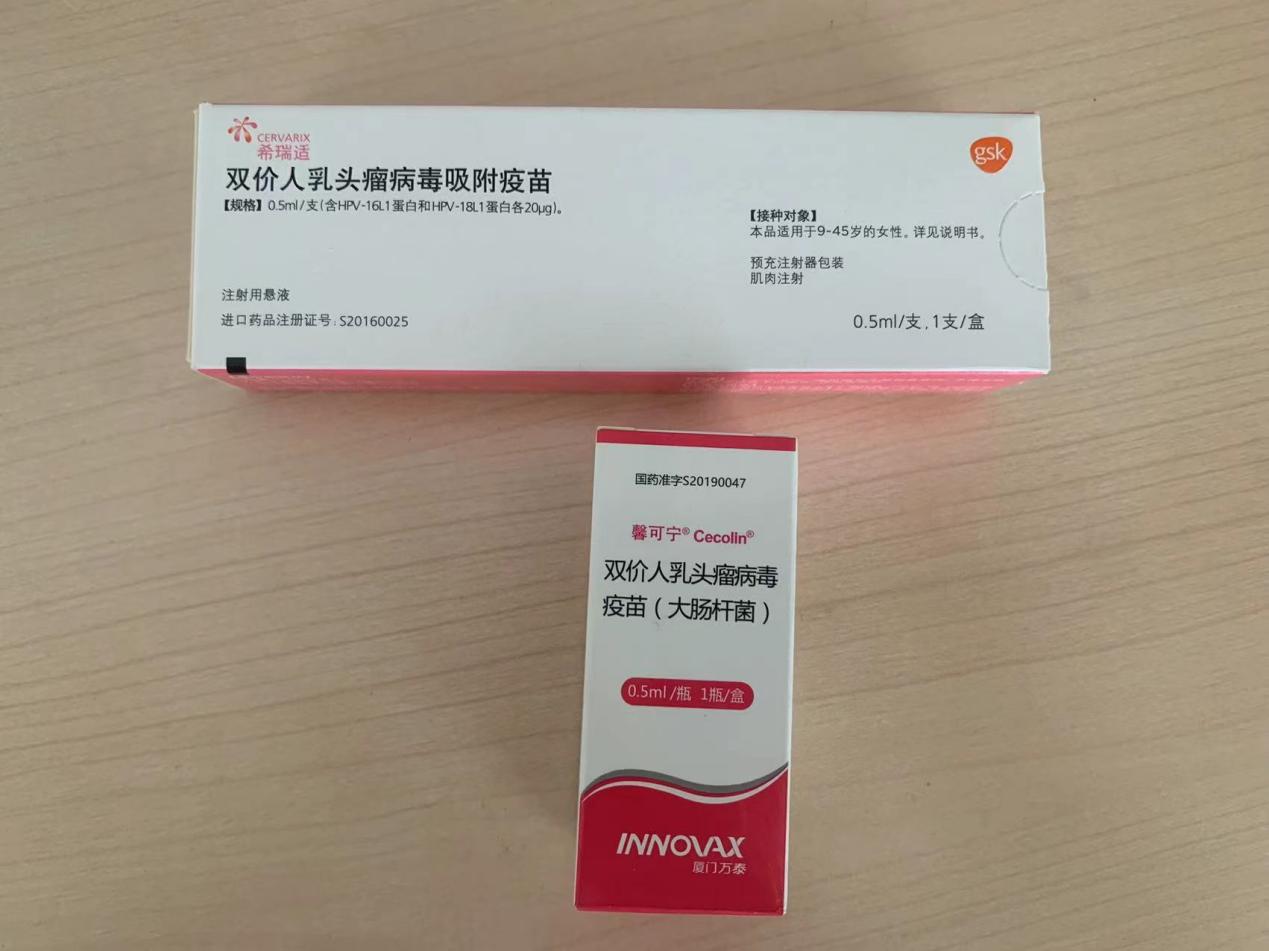 CERVARIX
希瑞适
gsk
双价人乳头瘤病毒吸附疫苗
【规格】0.5ml/支(含HPV-16L1蛋白和HPV-18L1蛋白各20μg)。
【接种对象】
本品适用于9-45岁的女性。详见说明书。
预充注射器包装
肌肉注射
注射用悬液
进口药品注册证号:S20160025
0.5ml/支,1支/盒
国药准字S20190047
馨可宁® Cecolin®
双价人乳头瘤病毒
疫苗(大肠杆菌)
0.5ml/瓶 1瓶/盒
INNOVAX
厦门万泰